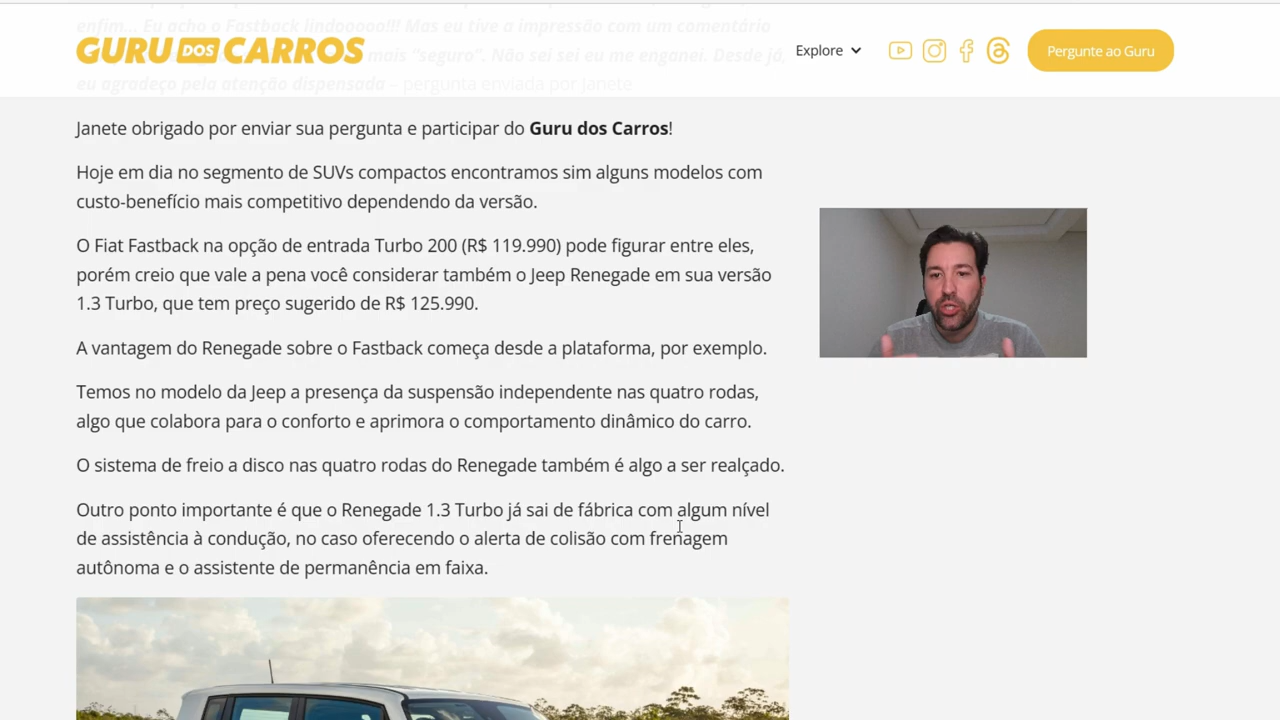 enfim... Eu acho o Fastback lindooooo!!! Mas eu tive a impressão com um comentário
GURU DOS CARROS
mais “seguro”. Não sei sei eu me enganei. Desde já,
Explore
Pergunte ao Guru
eu agradeço pela atenção dispensada – pergunta enviada por Janete
Janete obrigado por enviar sua pergunta e participar do Guru dos Carros!
Hoje em dia no segmento de SUVs compactos encontramos sim alguns modelos com
custo-benefício mais competitivo dependendo da versão.
O Fiat Fastback na opção de entrada Turbo 200 (R$ 119.990) pode figurar entre eles,
porém creio que vale a pena você considerar também o Jeep Renegade em sua versão
1.3 Turbo, que tem preço sugerido de R$ 125.990.
A vantagem do Renegade sobre o Fastback começa desde a plataforma, por exemplo.
Temos no modelo da Jeep a presença da suspensão independente nas quatro rodas,
algo que colabora para o conforto e aprimora o comportamento dinâmico do carro.
O sistema de freio a disco nas quatro rodas do Renegade também é algo a ser realçado.
Outro ponto importante é que o Renegade 1.3 Turbo já sai de fábrica com algum nível
de assistência à condução, no caso oferecendo o alerta de colisão com frenagem
autônoma e o assistente de permanência em faixa.